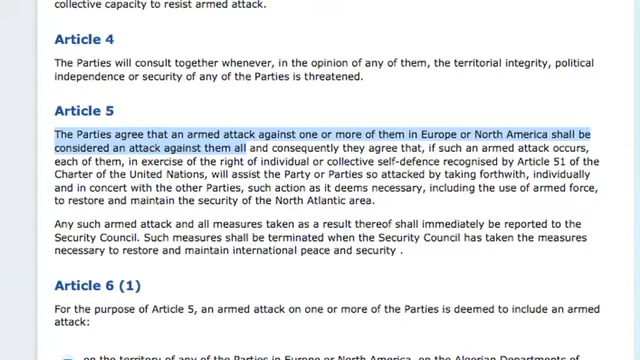 collective capacity to resist armed attack.
Article 4
The Parties will consult together whenever, in the opinion of any of them, the territorial integrity, political
independence or security of any of the Parties is threatened.
Article 5
The Parties agree that an armed attack against one or more of them in Europe or North America shall be
considered an attack against them all and consequently they agree that, if such an armed attack occurs,
each of them, in exercise of the right of individual or collective self-defence recognised by Article 51 of the
Charter of the United Nations, will assist the Party or Parties so attacked by taking forthwith, individually
and in concert with the other Parties, such action as it deems necessary, including the use of armed force,
to restore and maintain the security of the North Atlantic area.
Any such armed attack and all measures taken as a result thereof shall immediately be reported to the
Security Council. Such measures shall be terminated when the Security Council has taken the measures
necessary to restore and maintain international peace and security .
Article 6 (1)
For the purpose of Article 5, an armed attack on one or more of the Parties is deemed to include an armed
attack:
on the territory of any of the Parties in Europe or North America, on the Algerian Departments of